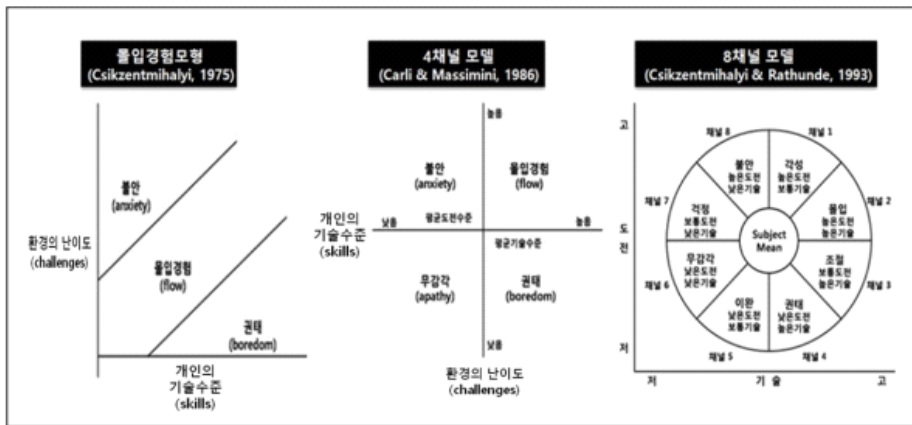 몰입경험모형
(Csikzentmihalyi, 1975)
불안
(anxiety)
환경의 난이도
(challenges)
몰입경험
(flow)
권태
(boredom)
개인의
기술수준
(skills)
4채널 모델
(Carli & Massimini, 1986)
높음
불안
(anxiety)
몰입경험
(flow)
개인의
기술수준
(skills)
낮음
평균도전수준
높음
평균기술수준
무감각
(apathy)
권태
(boredom)
낮음
환경의 난이도
(challenges)
8채널 모델
(Csikzentmihalyi & Rathunde, 1993)
고
도
전
저
채널 8
채널 1
채널 7
채널 2
채널 6
채널 3
채널 5
채널 4
불안
높은도전
낮은기술
각성
높은도전
보통기술
걱정
보통도전
낮은기술
몰입
높은도전
높은기술
Subject
Mean
무감각
낮은도전
낮은기술
조절
보통도전
높은기술
이완
낮은도전
보통기술
권태
낮은도전
높은기술
저
기 술
고